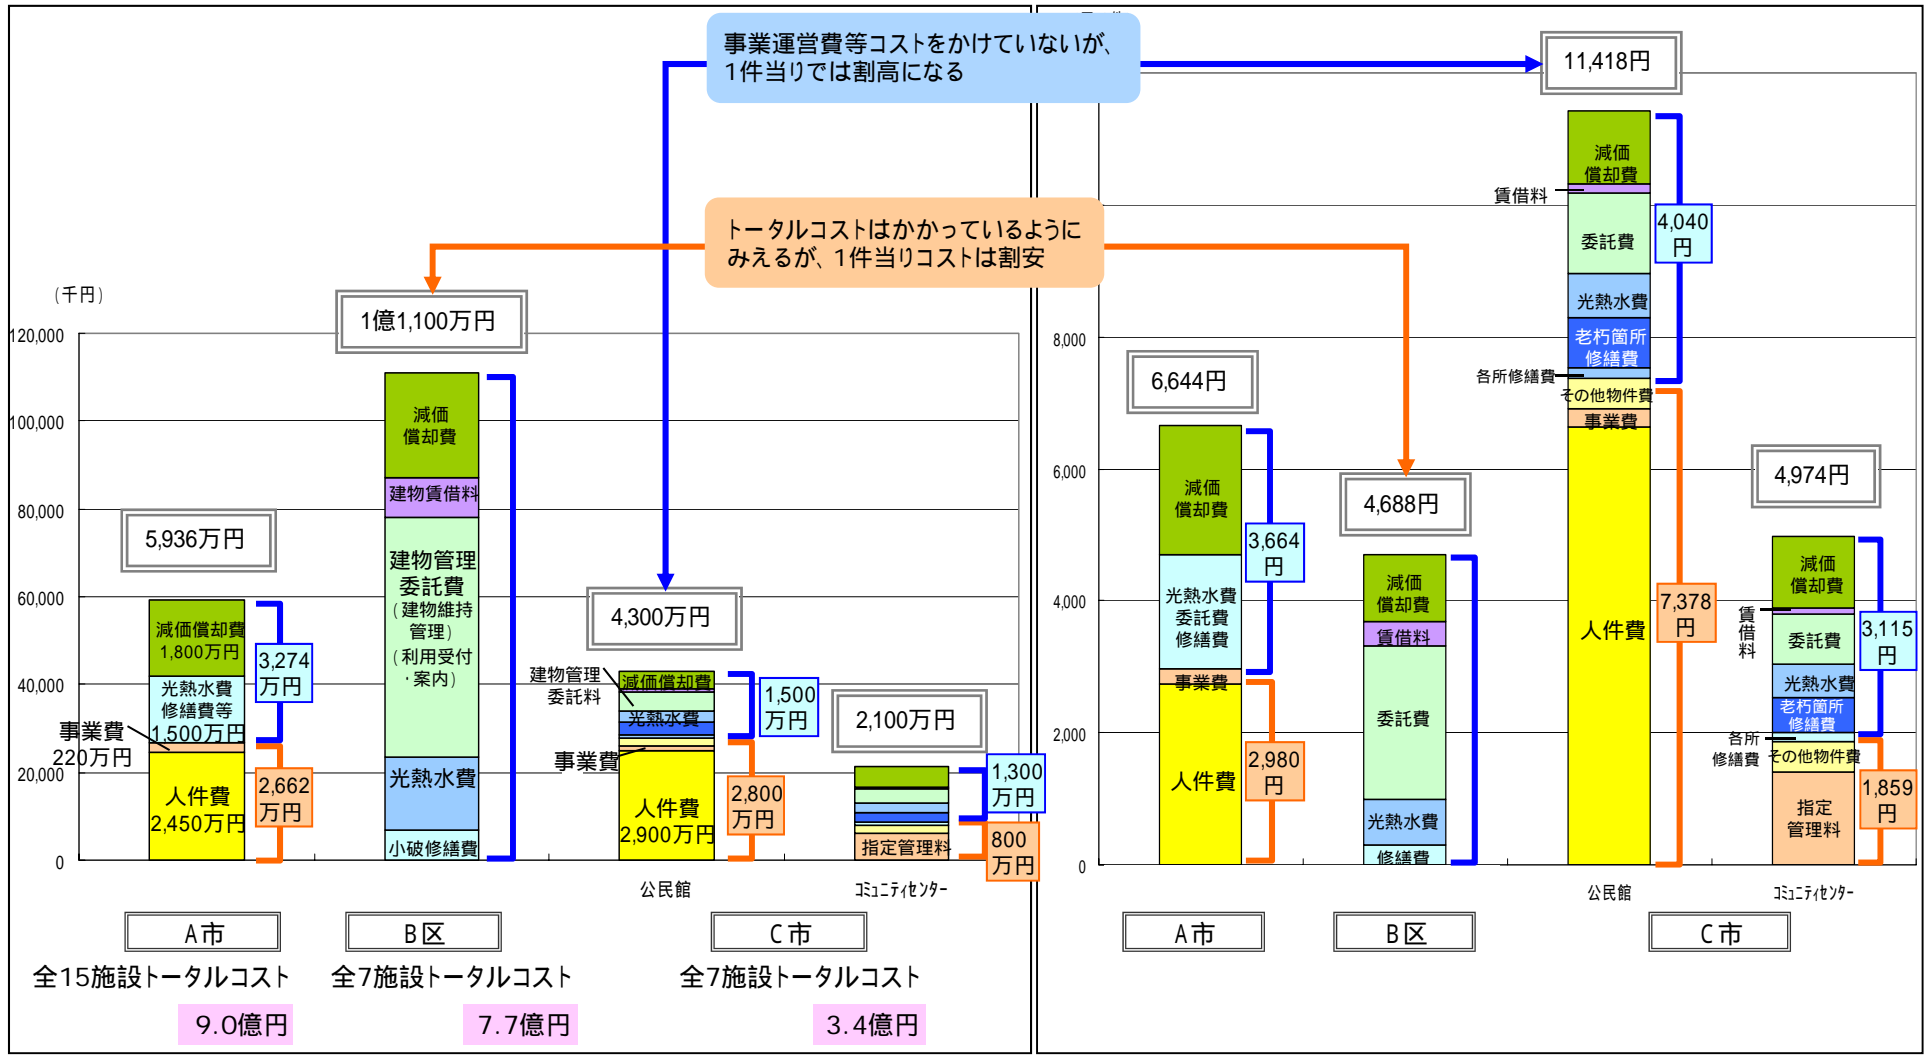 事業運営費等コストをかけていないが、
1件当りでは割高になる
トータルコストはかかっているように
みえるが、1件当りコストは割安
(千円)
120,000
100,000
80,000
60,000
40,000
20,000
0
5,936万円
減価償却費
1,800万円
光熱水費
修繕費等
1,500万円
事業費
220万円
人件費
2,450万円
3,274
万円
2,662
万円
1億1,100万円
減価
償却費
建物賃借料
建物管理
委託費
(建物維持
管理)
(利用受付
・案内)
光熱水費
小破修繕費
4,300万円
建物管理
委託料
減価償却費
光熱水費
事業費
人件費
2,900万円
1,500
万円
2,800
万円
2,100万円
指定管理料
1,300
万円
800
万円
公民館
コミュニティセンター
A市
B区
C市
全15施設トータルコスト
全7施設トータルコスト
全7施設トータルコスト
9.0億円
7.7億円
3.4億円
8,000
6,000
4,000
2,000
0
6,644円
減価
償却費
光熱水費
委託費
修繕費
事業費
人件費
3,664
円
2,980
円
4,688円
減価
償却費
賃借料
委託費
光熱水費
修繕費
11,418円
減価
償却費
賃借料
委託費
光熱水費
老朽箇所
修繕費
各所修繕費
その他物件費
事業費
人件費
4,040
円
7,378
円
4,974円
減価
償却費
賃借料
委託費
光熱水費
老朽箇所
修繕費
各所
修繕費
その他物件費
指定
管理料
3,115
円
1,859
円
公民館
コミュニティセンター
A市
B区
C市